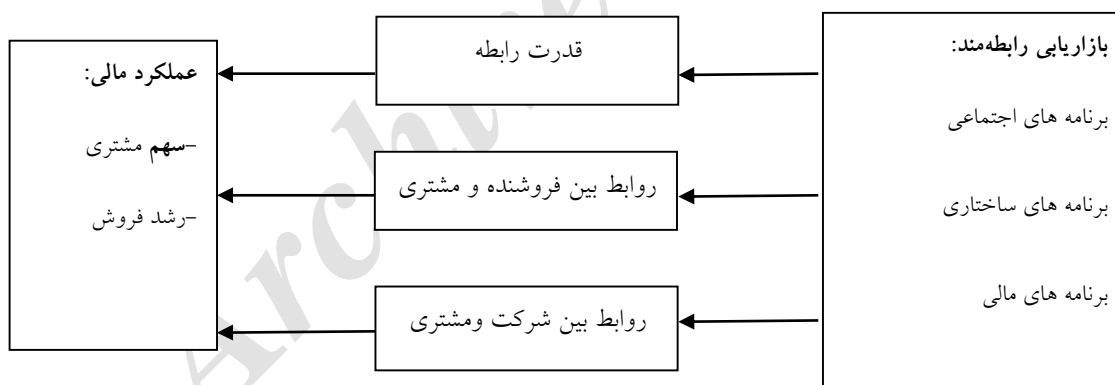 بازاریابی رابطه‌مند:
برنامه های اجتماعی
برنامه های ساختاری
برنامه های مالی
قدرت رابطه
روابط بین فروشنده و مشتری
روابط بین شرکت ومشتری
عملکرد مالی:
-سهم مشتری
-رشد فروش